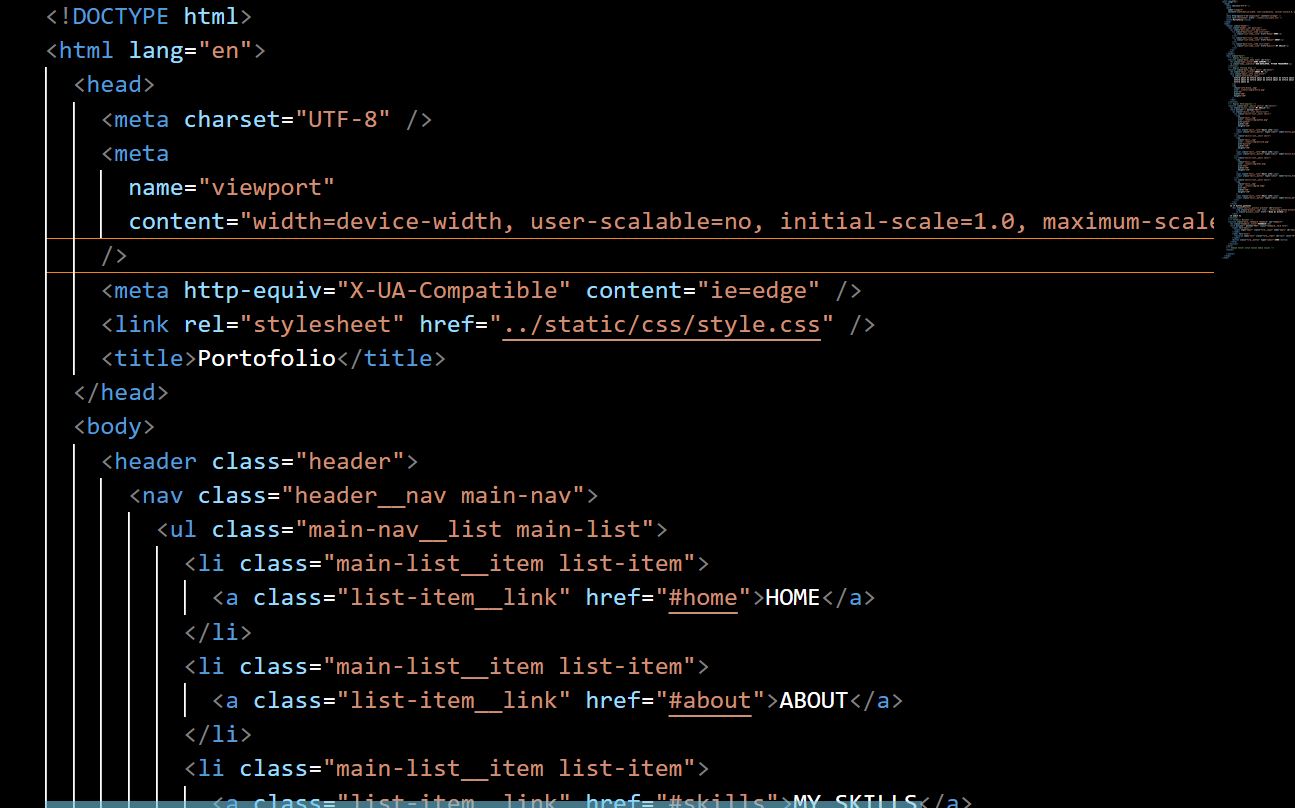 <!DOCTYPE html>
<html lang="en">
<head>
<meta charset="UTF-8" />
<meta
name="viewport"
content="width=device-width, user-scalable=no, initial-scale=1.0, maximum-scale
/>
<meta http-equiv="X-UA-Compatible" content="ie=edge" />
<link rel="stylesheet" href="../static/css/style.css" />
<title>Portofolio</title>
</head>
<body>
<header class="header">
<nav class="header__nav main-nav">
<ul class="main-nav__list main-list">
<li class="main-list__item list-item">
<a class="list-item__link" href="#home">HOME</a>
</li>
<li class="main-list__item list-item">
<a class="list-item__link" href="#about">ABOUT</a>
</li>
<li class="main-list__item list-item">
<a class="list-item__link" href="#skills">MY SKILLS</a>